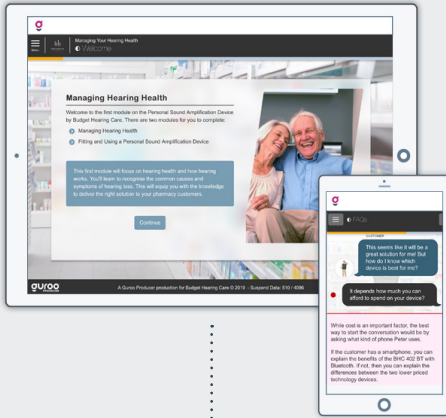 g
Managing Your Hearing Health
Welcome
Managing Hearing Health
Welcome to the first module on the Personal Sound Amplification Device
by Budget Hearing Care. There are two modules for you to complete:
Managing Hearing Health
Fitting and Using a Personal Sound Amplification Device
This first module will focus on hearing health and how hearing
works. You'll learn to recognise the common causes and
symptoms of hearing loss. This will equip you with the knowledge
to deliver the right solution to your pharmacy customers.
Continue
guroo
A Guroo Producer production for Budget Hearing Care © 2019 - Suspend Data: 510 / 4096
g
FAQs
CUSTOMER
This seems like it will be a
great solution for me! But
how do I know which
device is best for me?
It depends how much you can
afford to spend on your device?
While cost is an important factor, the best
way to start the conversation would be by
asking what kind of phone Peter uses.
If the customer has a smartphone, you can
explain the benefits of the BHC 402 BT with
Bluetooth. If not, then you can explain the
differences between the two lower priced
technology devices.